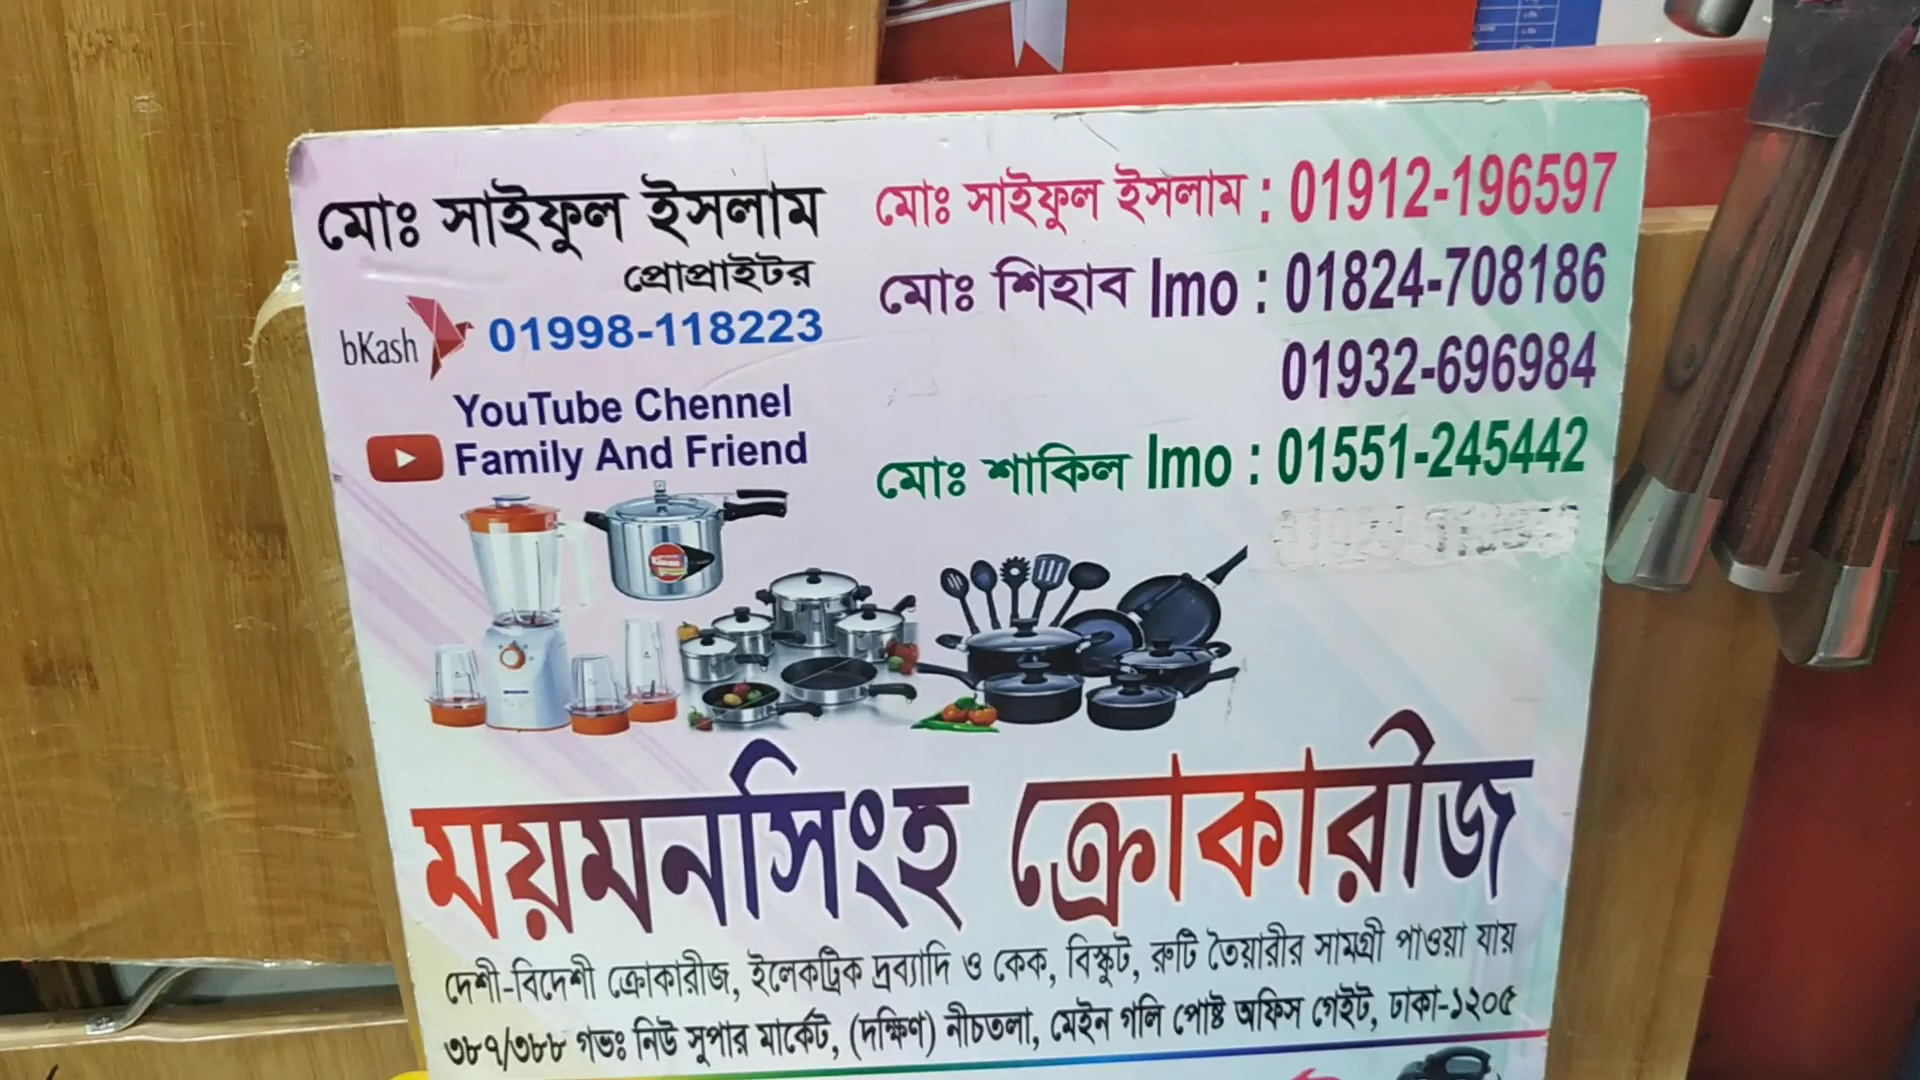 মোঃ সাইফুল ইসলাম
প্রোপ্রাইটর
bKash 01998-118223
YouTube Chennel
Family And Friend
মোঃ সাইফুল ইসলাম : 01912-196597
মোঃ শিহাব Imo : 01824-708186
01932-696984
মোঃ শাকিল Imo : 01551-245442
ময়মনসিংহ ক্রোকারীজ
দেশী-বিদেশী ক্রোকারীজ, ইলেকট্রিক দ্রব্যাদি ও কেক, বিস্কুট, রুটি তৈয়ারীর সামগ্রী পাওয়া যায়
৩৮৭/৩৮৮ গভঃ নিউ সুপার মার্কেট, (দক্ষিণ) নীচতলা, মেইন গলি পোষ্ট অফিস গেইট, ঢাকা-১২০৫